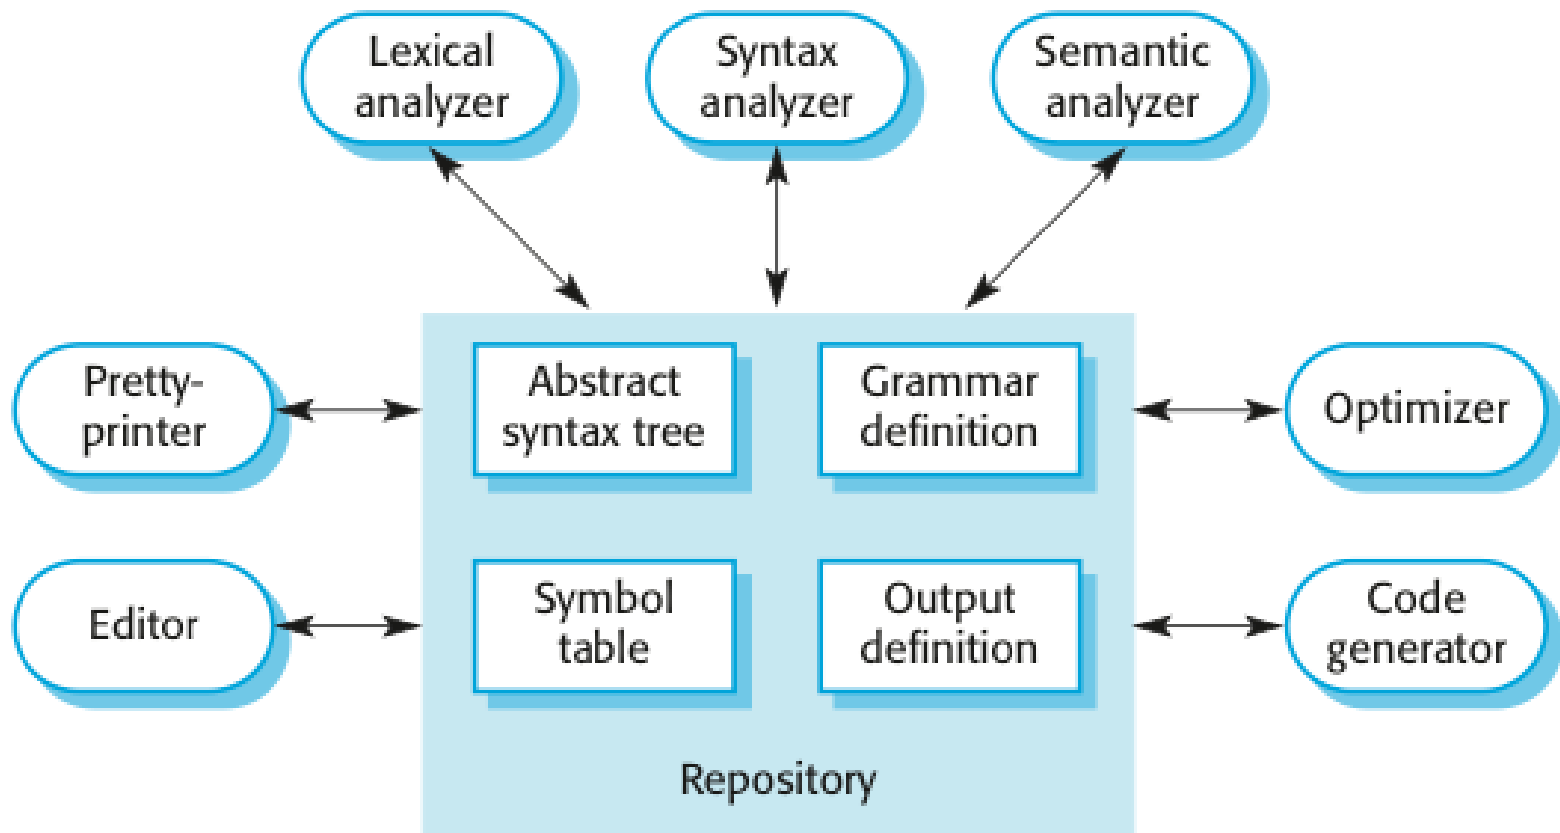 Lexical
analyzer
Syntax
analyzer
Semantic
analyzer
Pretty-
printer
Abstract
syntax tree
Grammar
definition
Optimizer
Editor
Symbol
table
Output
definition
Code
generator
Repository